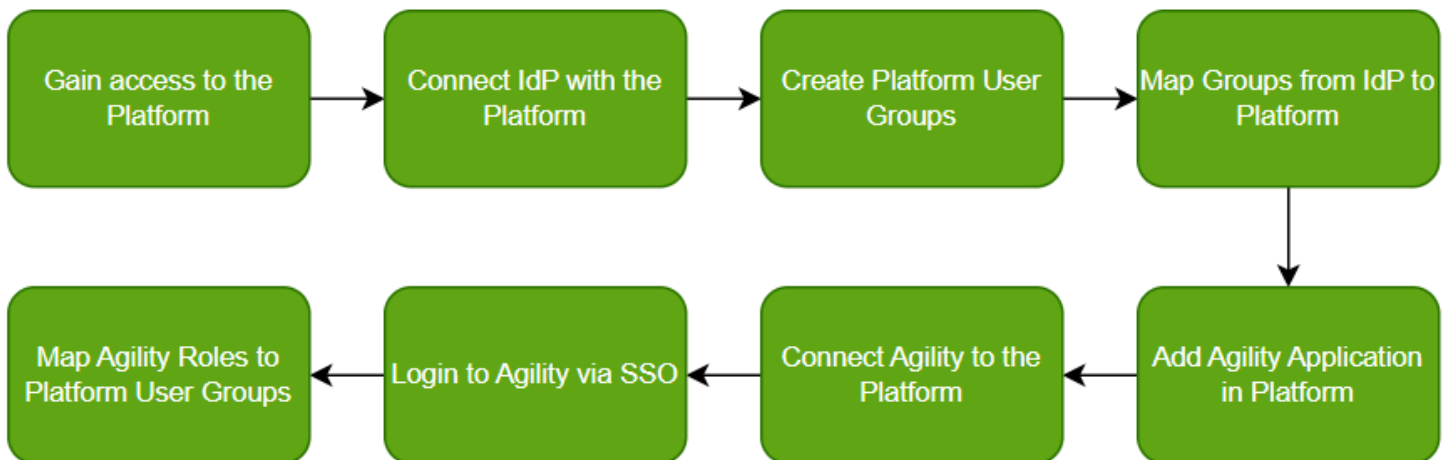 Gain access to the
Platform
Connect IdP with the
Platform
Create Platform User
Groups
Map Groups from IdP to
Platform
Add Agility Application
in Platform
Connect Agility to the
Platform
Login to Agility via SSO
Map Agility Roles to
Platform User Groups